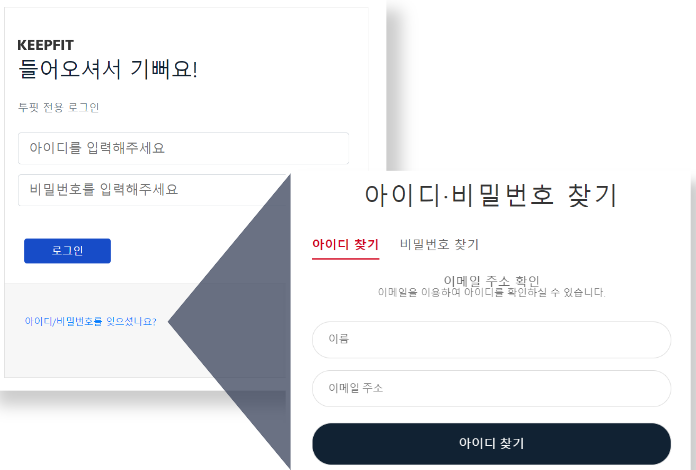 KEEPFIT
들어오셔서 기뻐요!
투핏 전용 로그인
아이디를 입력해주세요
비밀번호를 입력해주세요
로그인
아이디/비밀번호를 잊으셨나요?
아이디·비밀번호 찾기
아이디 찾기 비밀번호 찾기
이메일 주소 확인
이메일을 이용하여 아이디를 확인하실 수 있습니다.
이름
이메일 주소
아이디 찾기